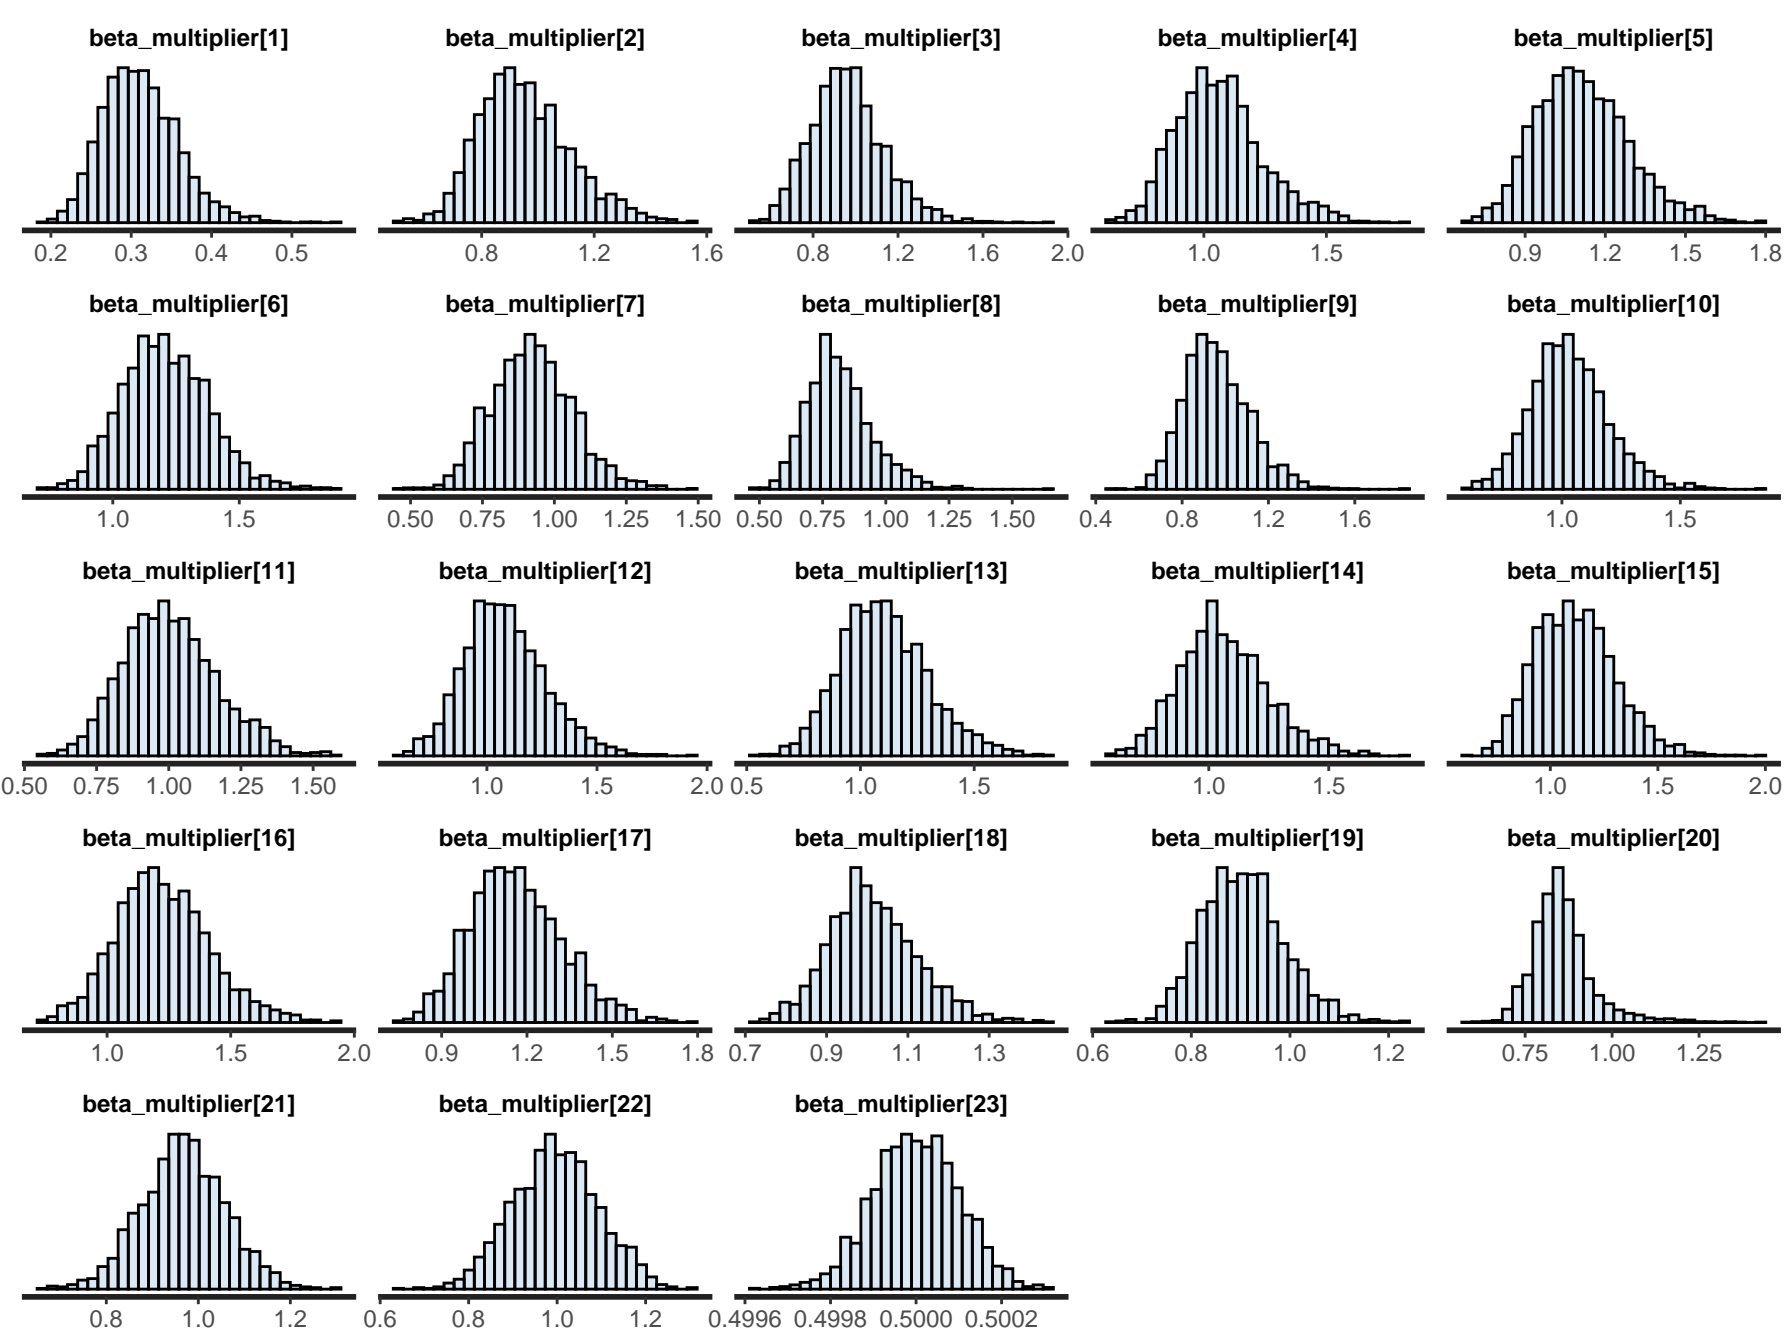 beta_multiplier[1] beta_multiplier[2] beta_multiplier[3] beta_multiplier[4] beta_multiplier[5]
0.2 0.3 0.4 0.5 0.8 1.2 1.6 0.8 1.2 1.6 2.0 1.0 1.5 0.9 1.2 1.5 1.8
beta_multiplier[6] beta_multiplier[7] beta_multiplier[8] beta_multiplier[9] beta_multiplier[10]
1.0 1.5 0.50 0.75 1.00 1.25 1.50 0.50 0.75 1.00 1.25 1.50 0.4 0.8 1.2 1.6 1.0 1.5
beta_multiplier[11] beta_multiplier[12] beta_multiplier[13] beta_multiplier[14] beta_multiplier[15]
0.50 0.75 1.00 1.25 1.50 1.0 1.5 2.0 0.5 1.0 1.5 1.0 1.5 1.0 1.5 2.0
beta_multiplier[16] beta_multiplier[17] beta_multiplier[18] beta_multiplier[19] beta_multiplier[20]
1.0 1.5 2.0 0.9 1.2 1.5 1.8 0.7 0.9 1.1 1.3 0.6 0.8 1.0 1.2 0.75 1.00 1.25
beta_multiplier[21] beta_multiplier[22] beta_multiplier[23]
0.8 1.0 1.2 0.6 0.8 1.0 1.2 0.4996 0.4998 0.5000 0.5002